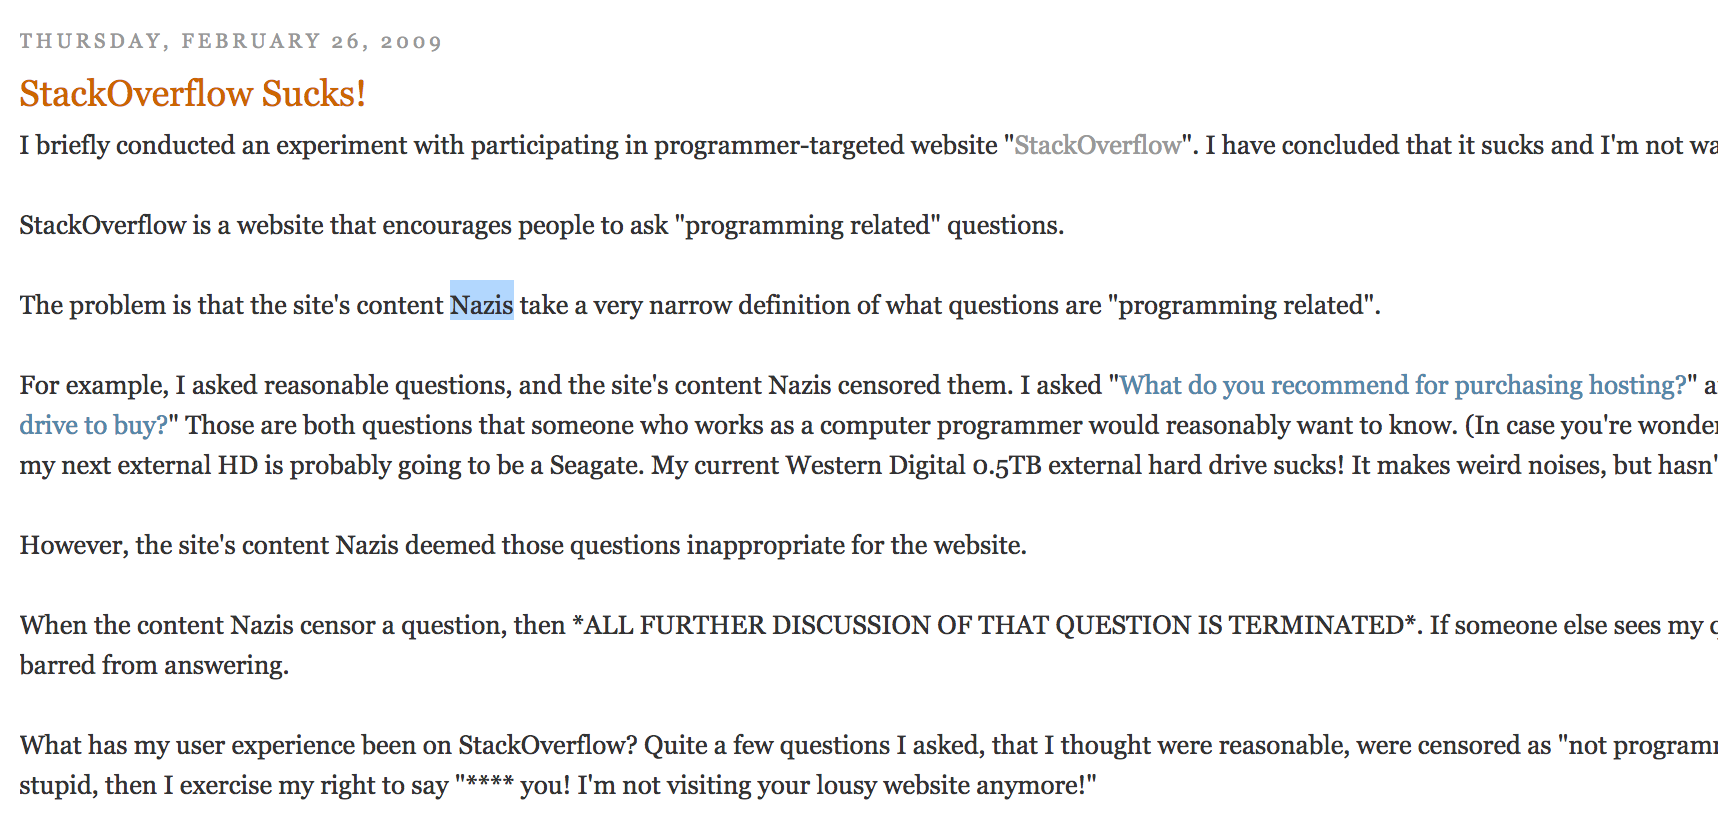 THURSDAY, FEBRUARY 26, 2009
StackOverflow Sucks!
I briefly conducted an experiment with participating in programmer-targeted website "StackOverflow". I have concluded that it sucks and I'm not
StackOverflow is a website that encourages people to ask "programming related" questions.
The problem is that the site's content Nazis take a very narrow definition of what questions are "programming related".
For example, I asked reasonable questions, and the site's content Nazis censored them. I asked "What do you recommend for purchasing hosting?"
drive to buy?" Those are both questions that someone who works as a computer programmer would reasonably want to know. (In case you're
my next external HD is probably going to be a Seagate. My current Western Digital 0.5TB external hard drive sucks! It makes weird noises, but
However, the site's content Nazis deemed those questions inappropriate for the website.
When the content Nazis censor a question, then *ALL FURTHER DISCUSSION OF THAT QUESTION IS TERMINATED*. If someone else sees my
barred from answering.
What has my user experience been on StackOverflow? Quite a few questions I asked, that I thought were reasonable, were censored as "not
stupid, then I exercise my right to say "**** you! I'm not visiting your lousy website anymore!"